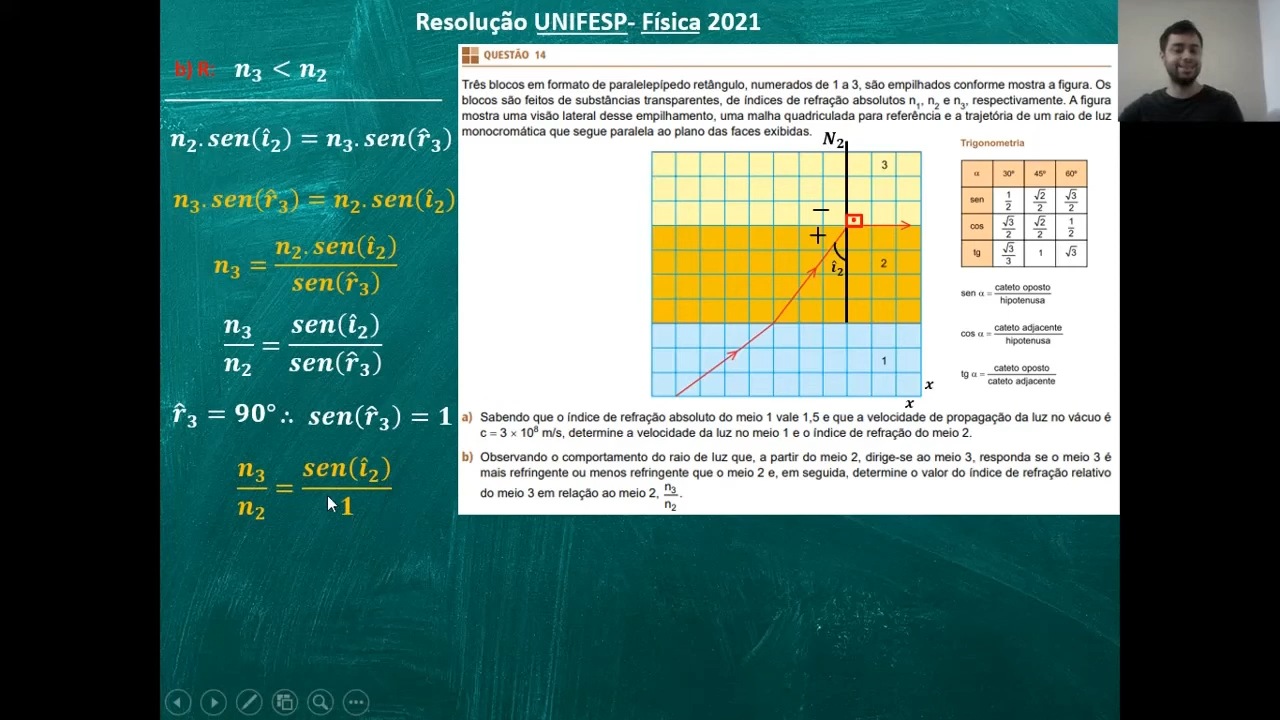 Resolução UNIFESP- Física 2021
b) R: n₃ < n₂
n₂. sen(î₂) = n₃. sen(r̂₃)
n₃. sen(r̂₃) = n₂. sen(î₂)
n₃ = n₂. sen(î₂) / sen(r̂₃)
n₃ / n₂ = sen(î₂) / sen(r̂₃)
r̂₃ = 90° ∴ sen(r̂₃) = 1
n₃ / n₂ = sen(î₂) / 1
QUESTÃO 14
Três blocos em formato de paralelepípedo retângulo, numerados de 1 a 3, são empilhados conforme mostra a figura. Os
blocos são feitos de substâncias transparentes, de índices de refração absolutos n₁, n₂ e n₃, respectivamente. A figura
mostra uma visão lateral desse empilhamento, uma malha quadriculada para referência e a trajetória de um raio de luz
monocromática que segue paralela ao plano das faces exibidas.
N₂
3
−
+
î₂
2
1
x
x
Trigonometria
α 30º 45º 60º
sen 1/2 √2/2 √3/2
cos √3/2 √2/2 1/2
tg √3/3 1 √3
sen α = cateto oposto / hipotenusa
cos α = cateto adjacente / hipotenusa
tg α = cateto oposto / cateto adjacente
a) Sabendo que o índice de refração absoluto do meio 1 vale 1,5 e que a velocidade de propagação da luz no vácuo é
c = 3 × 10⁸ m/s, determine a velocidade da luz no meio 1 e o índice de refração do meio 2.
b) Observando o comportamento do raio de luz que, a partir do meio 2, dirige-se ao meio 3, responda se o meio 3 é
mais refringente ou menos refringente que o meio 2 e, em seguida, determine o valor do índice de refração relativo
do meio 3 em relação ao meio 2, n₃/n₂.